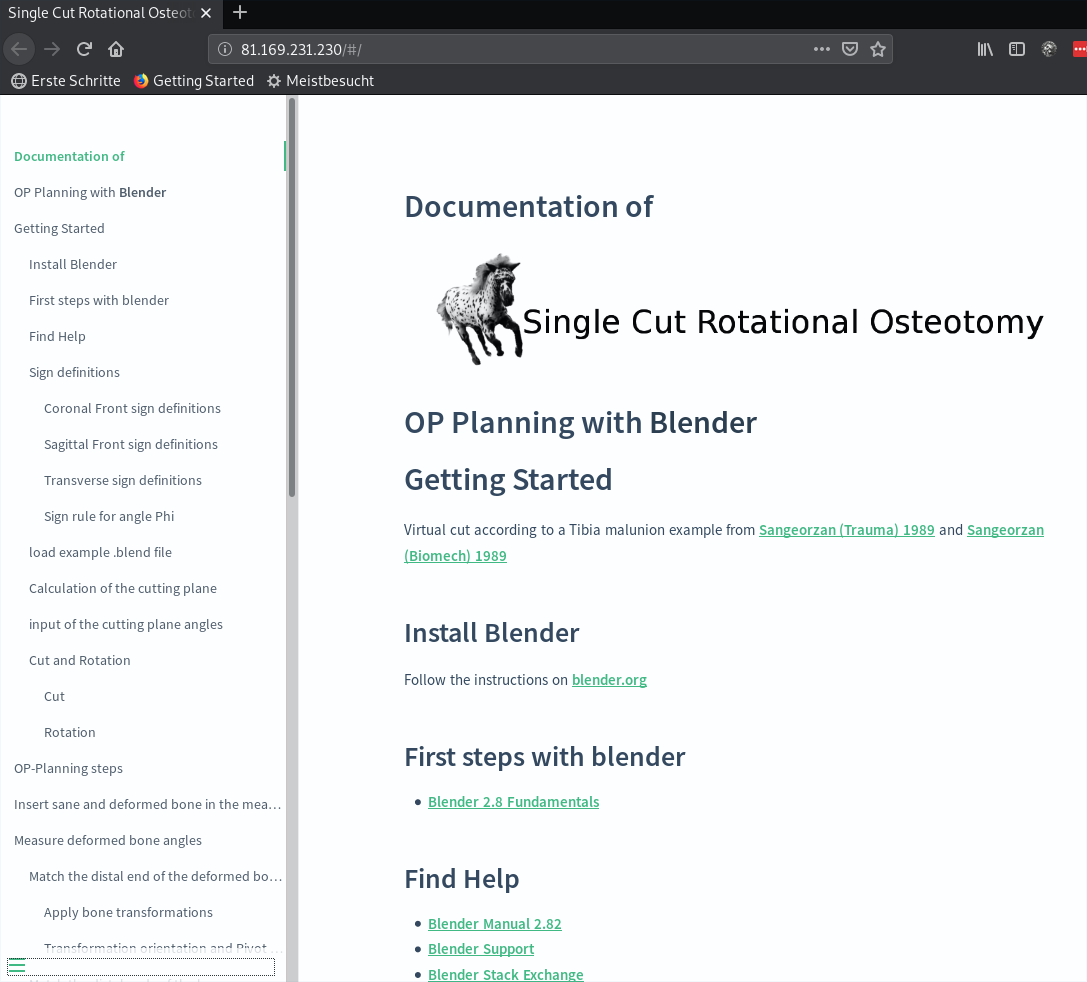 Single Cut Rotational Osteot
81.169.231.230/#/
Erste Schritte Getting Started Meistbesucht
Documentation of
OP Planning with Blender
Getting Started
Install Blender
First steps with blender
Find Help
Sign definitions
Coronal Front sign definitions
Sagittal Front sign definitions
Transverse sign definitions
Sign rule for angle Phi
load example .blend file
Calculation of the cutting plane
input of the cutting plane angles
Cut and Rotation
Cut
Rotation
OP-Planning steps
Insert sane and deformed bone in the mea…
Measure deformed bone angles
Match the distal end of the deformed bo…
Apply bone transformations
Transformation orientation and Pivot …
Documentation of
Single Cut Rotational Osteotomy
OP Planning with Blender
Getting Started
Virtual cut according to a Tibia malunion example from Sangeorzan (Trauma) 1989 and Sangeorzan
(Biomech) 1989
Install Blender
Follow the instructions on blender.org
First steps with blender
Blender 2.8 Fundamentals
Find Help
Blender Manual 2.82
Blender Support
Blender Stack Exchange